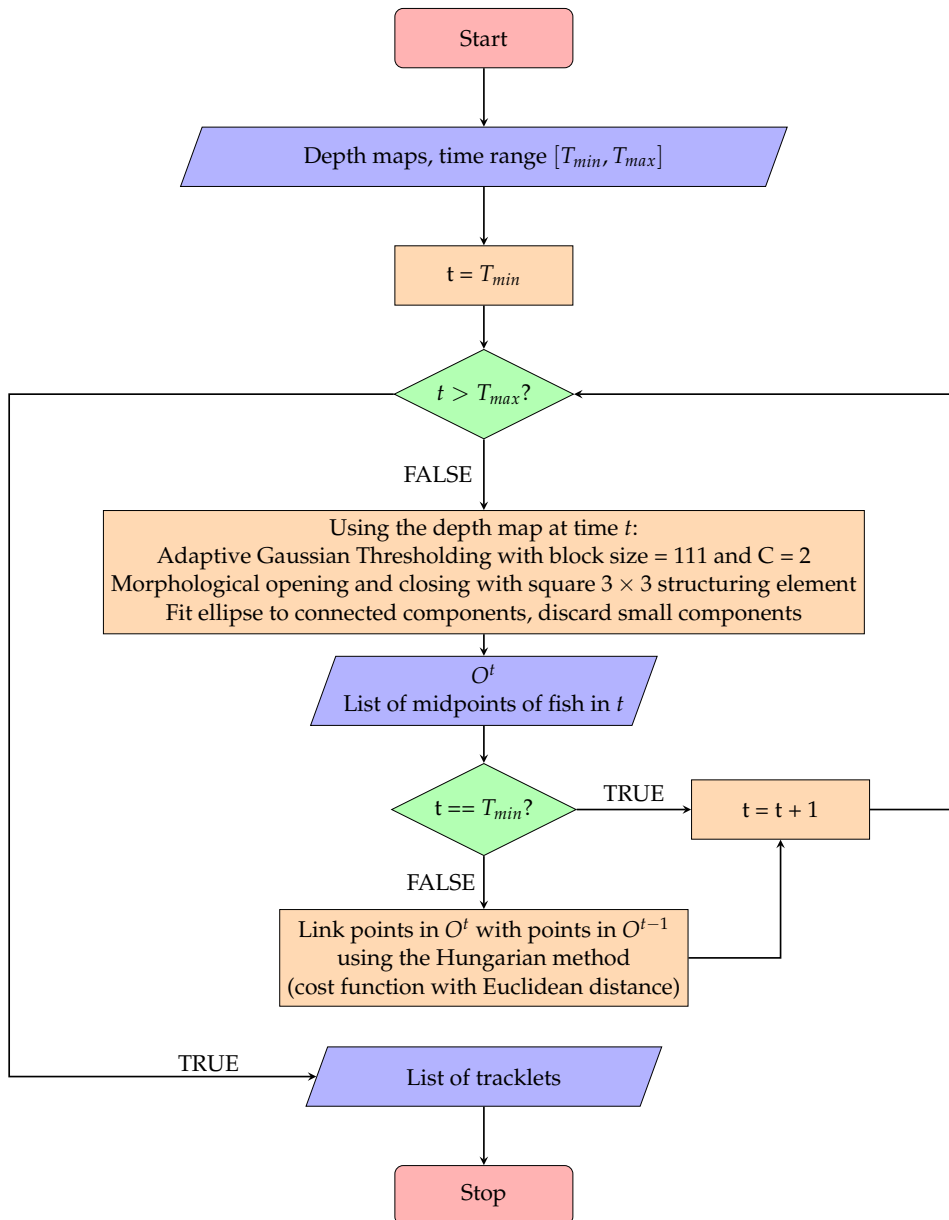 Start
Depth maps, time range [T_min, T_max]
t = T_min
t > T_max?
FALSE
Using the depth map at time t:
Adaptive Gaussian Thresholding with block size = 111 and C = 2
Morphological opening and closing with square 3 × 3 structuring element
Fit ellipse to connected components, discard small components
O^t
List of midpoints of fish in t
t == T_min?
TRUE
t = t + 1
FALSE
Link points in O^t with points in O^{t−1}
using the Hungarian method
(cost function with Euclidean distance)
TRUE
List of tracklets
Stop